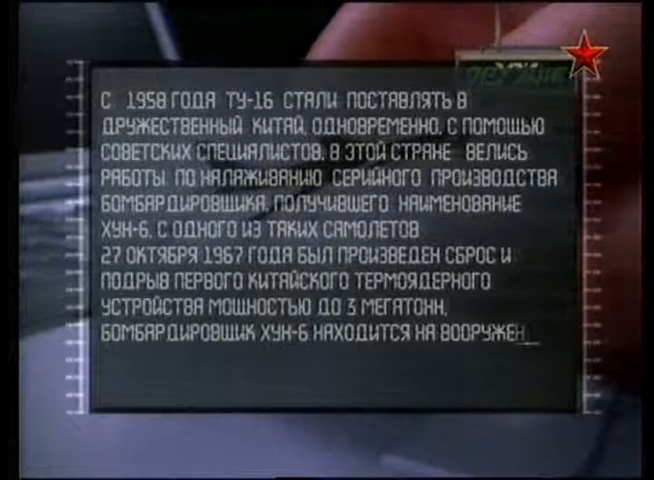 С 1958 ГОДА ТУ-16 СТАЛИ ПОСТАВЛЯТЬ В
ДРУЖЕСТВЕННЫЙ КИТАЙ, ОДНОВРЕМЕННО, С ПОМОЩЬЮ
СОВЕТСКИХ СПЕЦИАЛИСТОВ, В ЭТОЙ СТРАНЕ ВЕЛИСЬ
РАБОТЫ ПО НАЛАЖИВАНИЮ СЕРИЙНОГО ПРОИЗВОДСТВА
БОМБАРДИРОВЩИКА, ПОЛУЧИВШЕГО НАИМЕНОВАНИЕ
ХУН-6. С ОДНОГО ИЗ ТАКИХ САМОЛЕТОВ
27 ОКТЯБРЯ 1967 ГОДА БЫЛ ПРОИЗВЕДЕН СБРОС И
ПОДРЫВ ПЕРВОГО КИТАЙСКОГО ТЕРМОЯДЕРНОГО
УСТРОЙСТВА МОЩНОСТЬЮ ДО 3 МЕГАТОНН.
БОМБАРДИРОВЩИК ХУН-6 НАХОДИТСЯ НА ВООРУЖЕН_